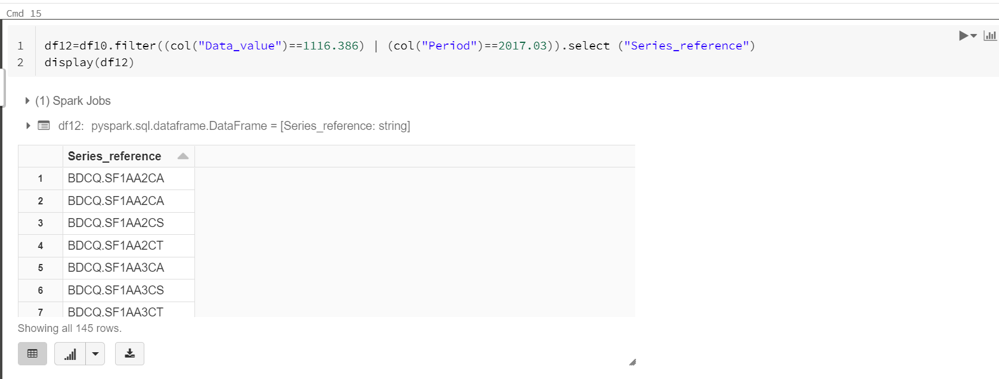 Cmd 15
1 df12=df10.filter((col("Data_value")==1116.386) | (col("Period")==2017.03)).select ("Series_reference")
2 display(df12)
(1) Spark Jobs
df12: pyspark.sql.dataframe.DataFrame = [Series_reference: string]
Series_reference
1 BDCQ.SF1AA2CA
2 BDCQ.SF1AA2CA
3 BDCQ.SF1AA2CS
4 BDCQ.SF1AA2CT
5 BDCQ.SF1AA3CA
6 BDCQ.SF1AA3CS
7 BDCQ.SF1AA3CT
Showing all 145 rows.